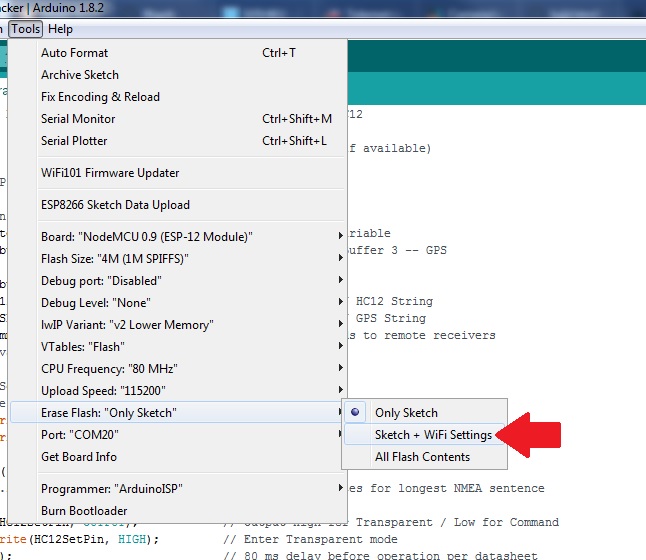 acker | Arduino 1.8.2
Tools Help
Auto Format Ctrl+T
Archive Sketch
Fix Encoding & Reload
Serial Monitor Ctrl+Shift+M
12
Serial Plotter Ctrl+Shift+L
f available)
WiFi101 Firmware Updater
ESP8266 Sketch Data Upload
Board: "NodeMCU 0.9 (ESP-12 Module)"
riable
Flash Size: "4M (1M SPIFFS)"
uffer 3 -- GPS
Debug port: "Disabled"
Debug Level: "None"
HC12 String
lwIP Variant: "v2 Lower Memory"
GPS String
s to remote receivers
VTables: "Flash"
CPU Frequency: "80 MHz"
Upload Speed: "115200"
Erase Flash: "Only Sketch"
Only Sketch
Port: "COM20"
Sketch + WiFi Settings
Get Board Info
All Flash Contents
Programmer: "ArduinoISP"
es for longest NMEA sentence
Burn Bootloader
// Output High for Transparent / Low for Command
rite(HC12SetPin, HIGH); // Enter Transparent mode
); // 80 ms delay before operation per datasheet